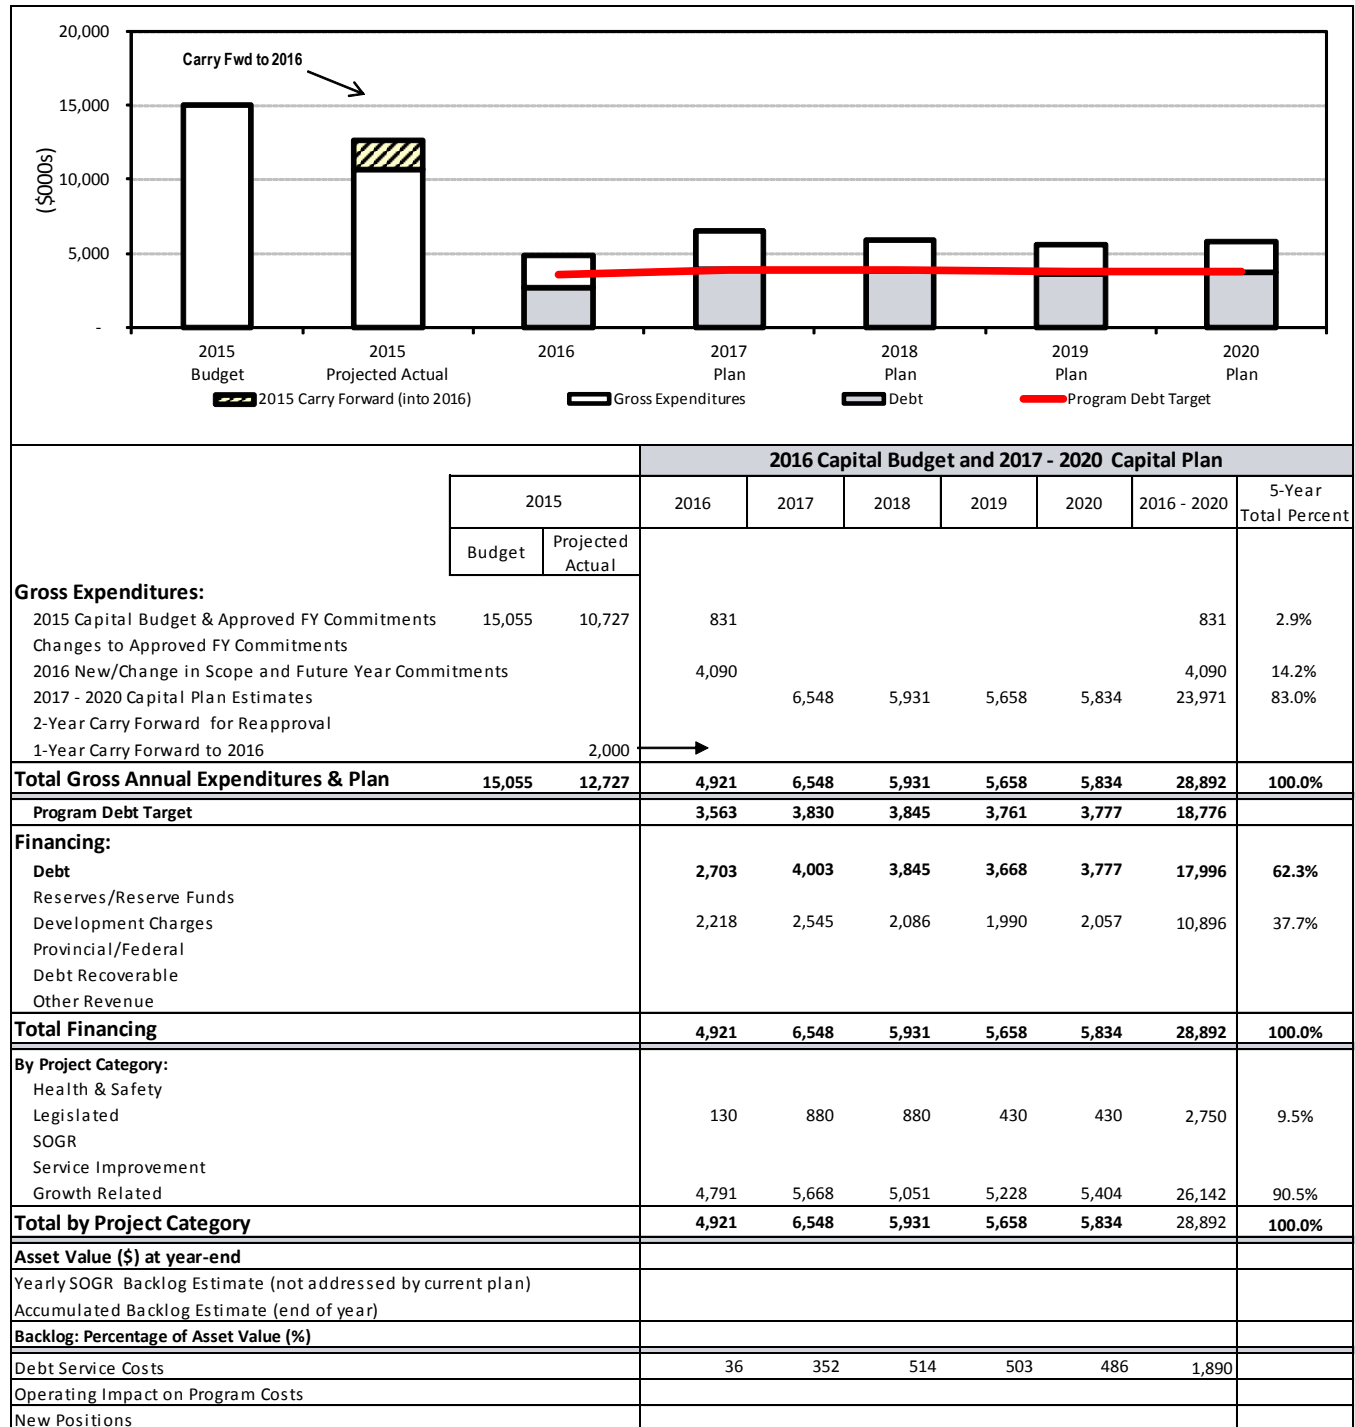 20,000
Carry Fwd to 2016
15,000
10,000
5,000
-
($000s)
2015 2015 2016 2017 2018 2019 2020
Budget Projected Actual Plan Plan Plan Plan
2015 Carry Forward (into 2016) Gross Expenditures Debt Program Debt Target
2016 Capital Budget and 2017 - 2020 Capital Plan
2015 2016 2017 2018 2019 2020 2016 - 2020 5-Year Total Percent
Budget Projected Actual
Gross Expenditures:
2015 Capital Budget & Approved FY Commitments 15,055 10,727 831 831 2.9%
Changes to Approved FY Commitments
2016 New/Change in Scope and Future Year Commitments 4,090 4,090 14.2%
2017 - 2020 Capital Plan Estimates 6,548 5,931 5,658 5,834 23,971 83.0%
2-Year Carry Forward for Reapproval
1-Year Carry Forward to 2016 2,000
Total Gross Annual Expenditures & Plan 15,055 12,727 4,921 6,548 5,931 5,658 5,834 28,892 100.0%
Program Debt Target 3,563 3,830 3,845 3,761 3,777 18,776
Financing:
Debt 2,703 4,003 3,845 3,668 3,777 17,996 62.3%
Reserves/Reserve Funds
Development Charges 2,218 2,545 2,086 1,990 2,057 10,896 37.7%
Provincial/Federal
Debt Recoverable
Other Revenue
Total Financing 4,921 6,548 5,931 5,658 5,834 28,892 100.0%
By Project Category:
Health & Safety
Legislated 130 880 880 430 430 2,750 9.5%
SOGR
Service Improvement
Growth Related 4,791 5,668 5,051 5,228 5,404 26,142 90.5%
Total by Project Category 4,921 6,548 5,931 5,658 5,834 28,892 100.0%
Asset Value ($) at year-end
Yearly SOGR Backlog Estimate (not addressed by current plan)
Accumulated Backlog Estimate (end of year)
Backlog: Percentage of Asset Value (%)
Debt Service Costs 36 352 514 503 486 1,890
Operating Impact on Program Costs
New Positions